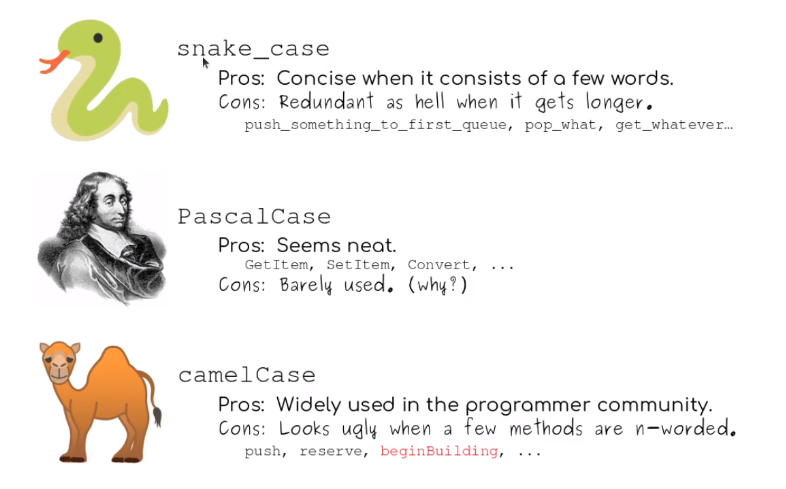 snake_case
Pros: Concise when it consists of a few words.
Cons: Redundant as hell when it gets longer.
push_something_to_first_queue, pop_what, get_whatever…
PascalCase
Pros: Seems neat.
GetItem, SetItem, Convert, ...
Cons: Barely used. (why?)
camelCase
Pros: Widely used in the programmer community.
Cons: Looks ugly when a few methods are n-worded.
push, reserve, beginBuilding, ...